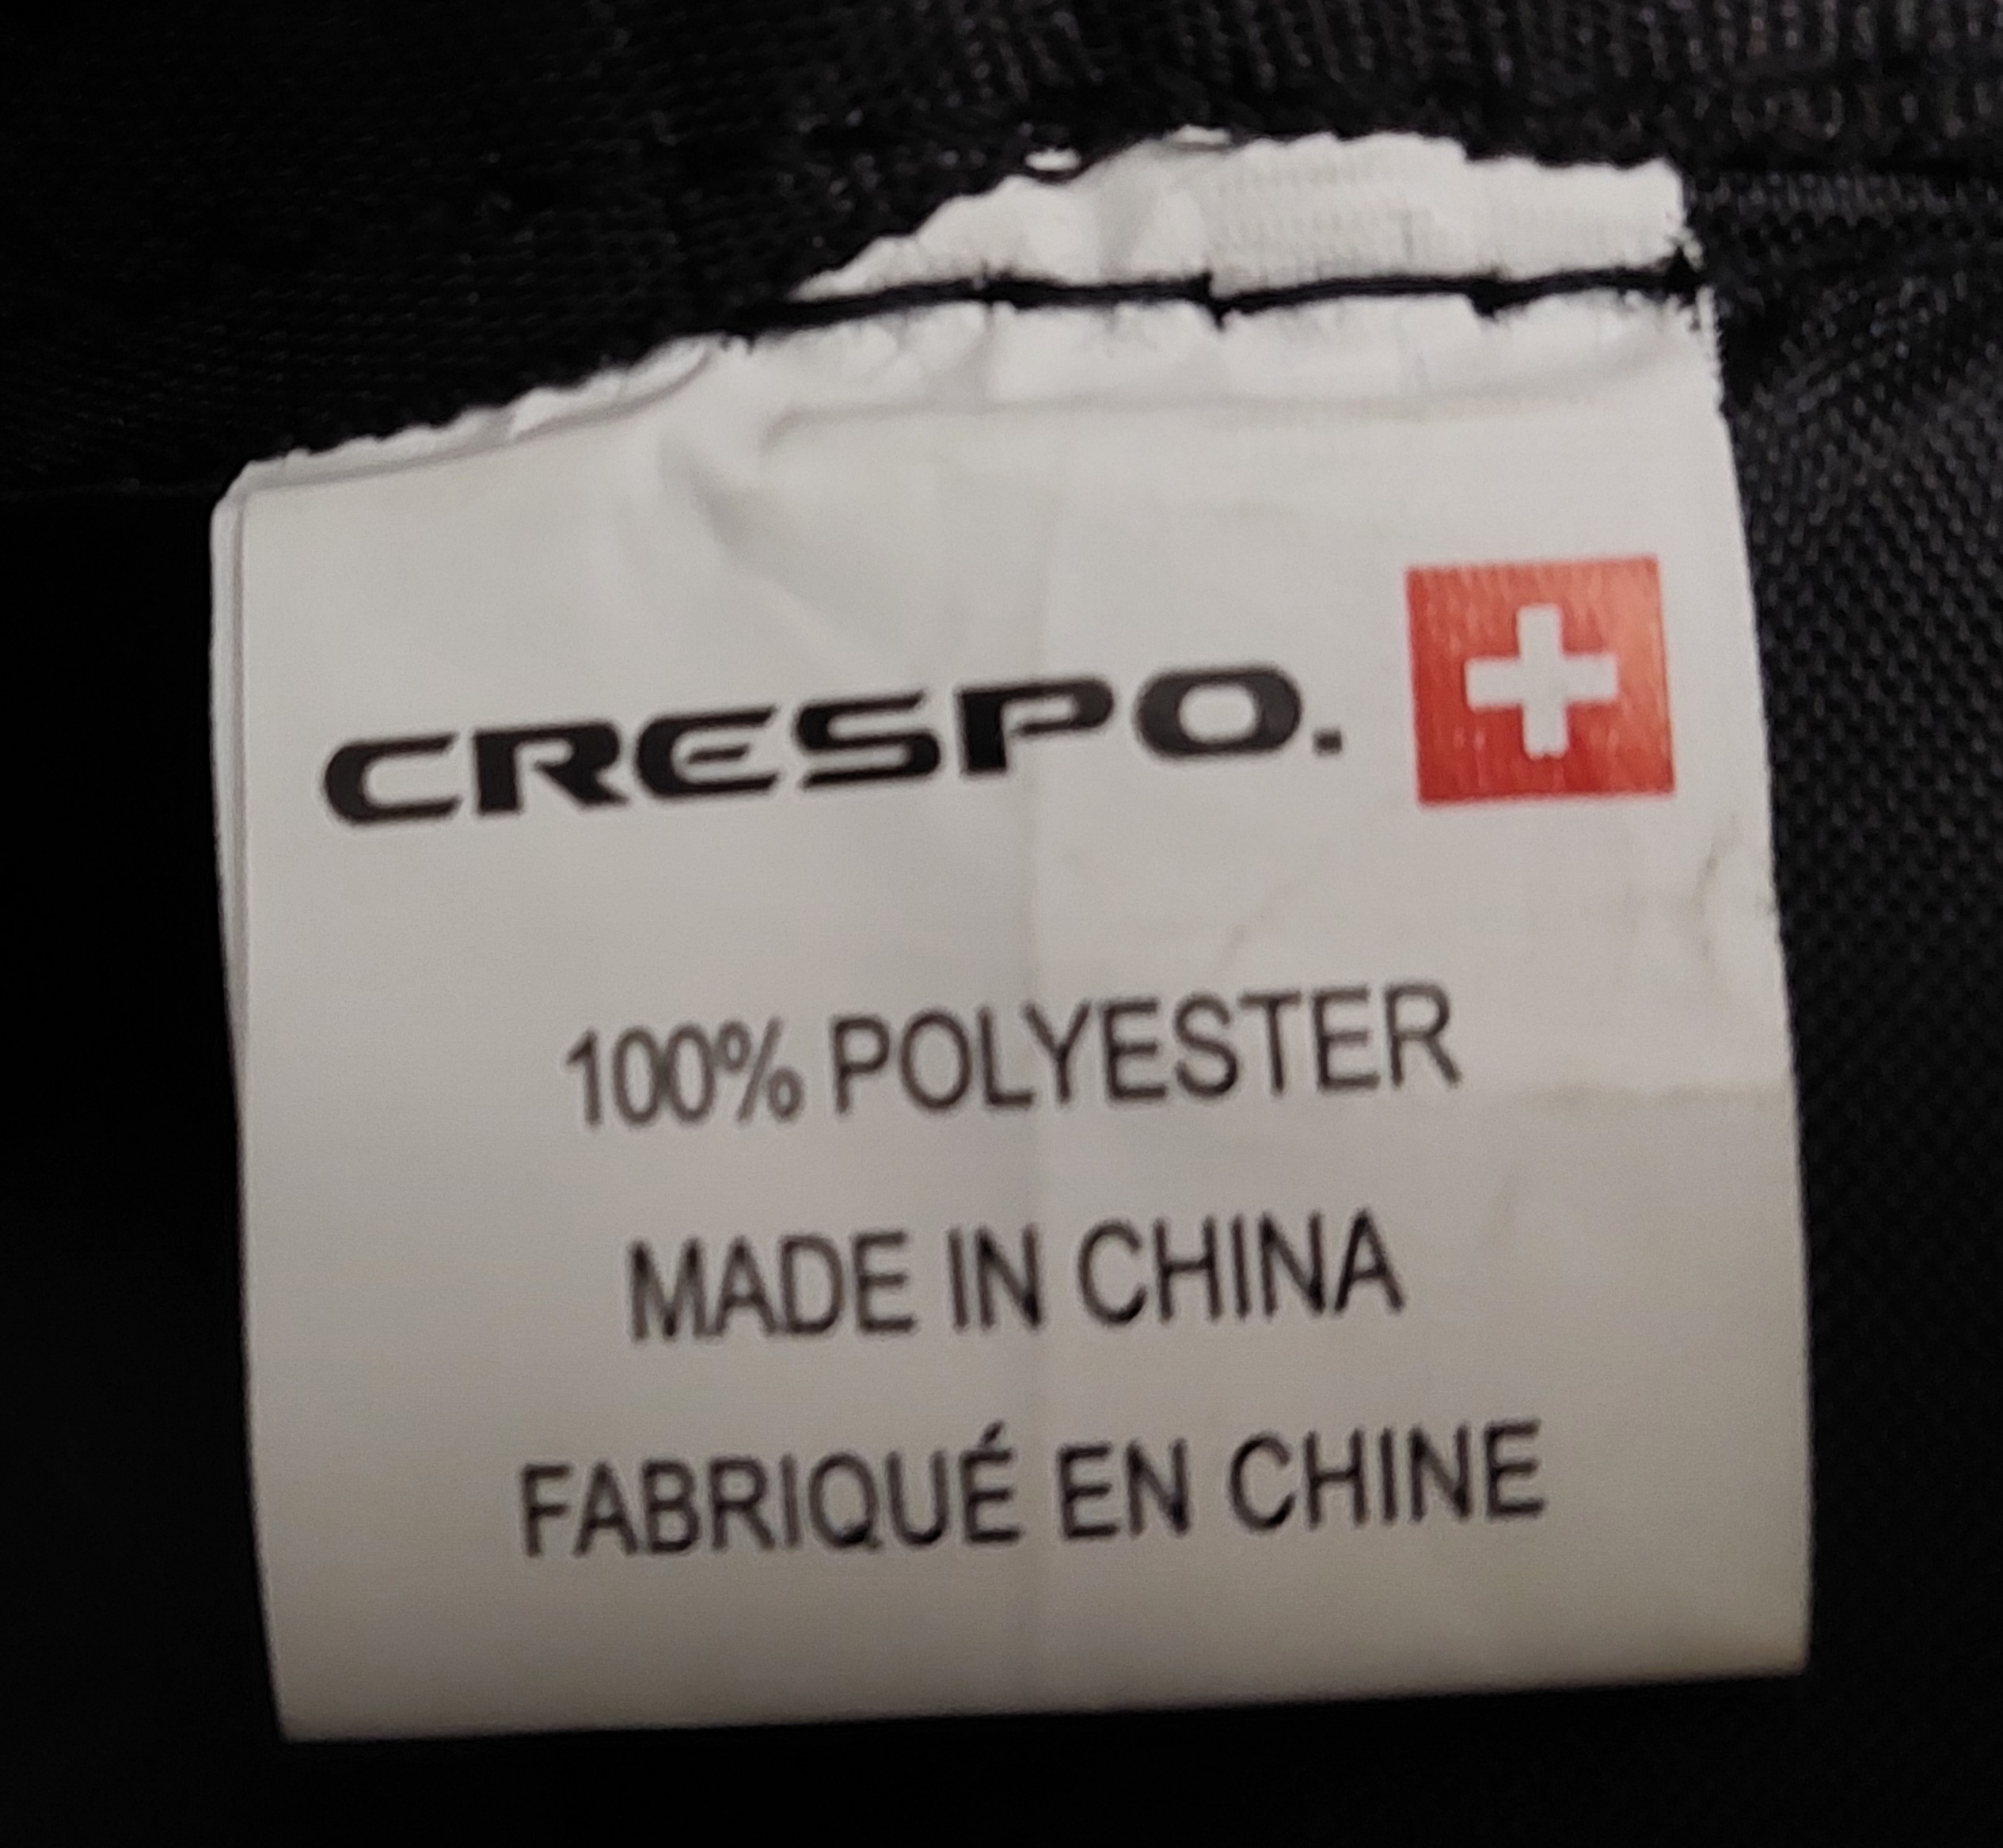 CRESPO.
100% POLYESTER
MADE IN CHINA
FABRIQUÉ EN CHINE